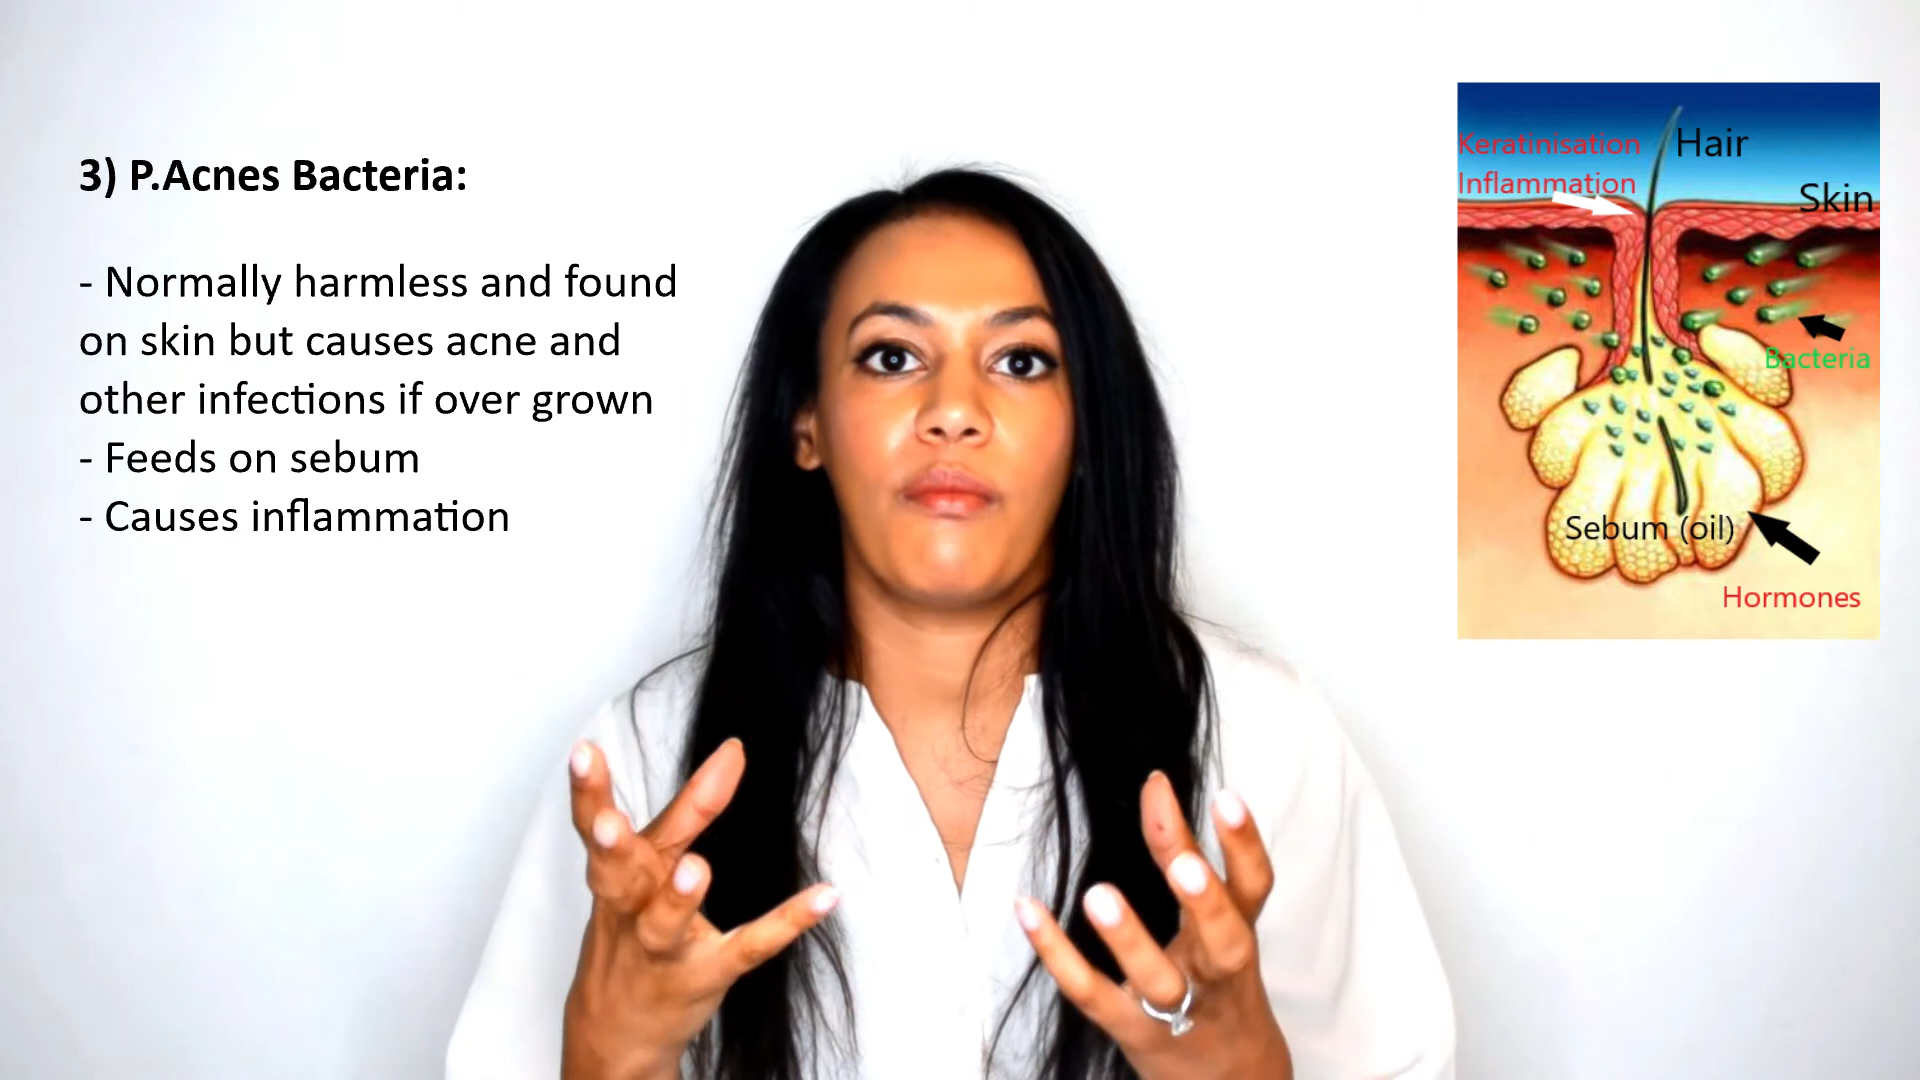 3) P.Acnes Bacteria:
- Normally harmless and found
on skin but causes acne and
other infections if over grown
- Feeds on sebum
- Causes inflammation
Keratinisation
Inflammation
Hair
Skin
Bacteria
Sebum (oil)
Hormones